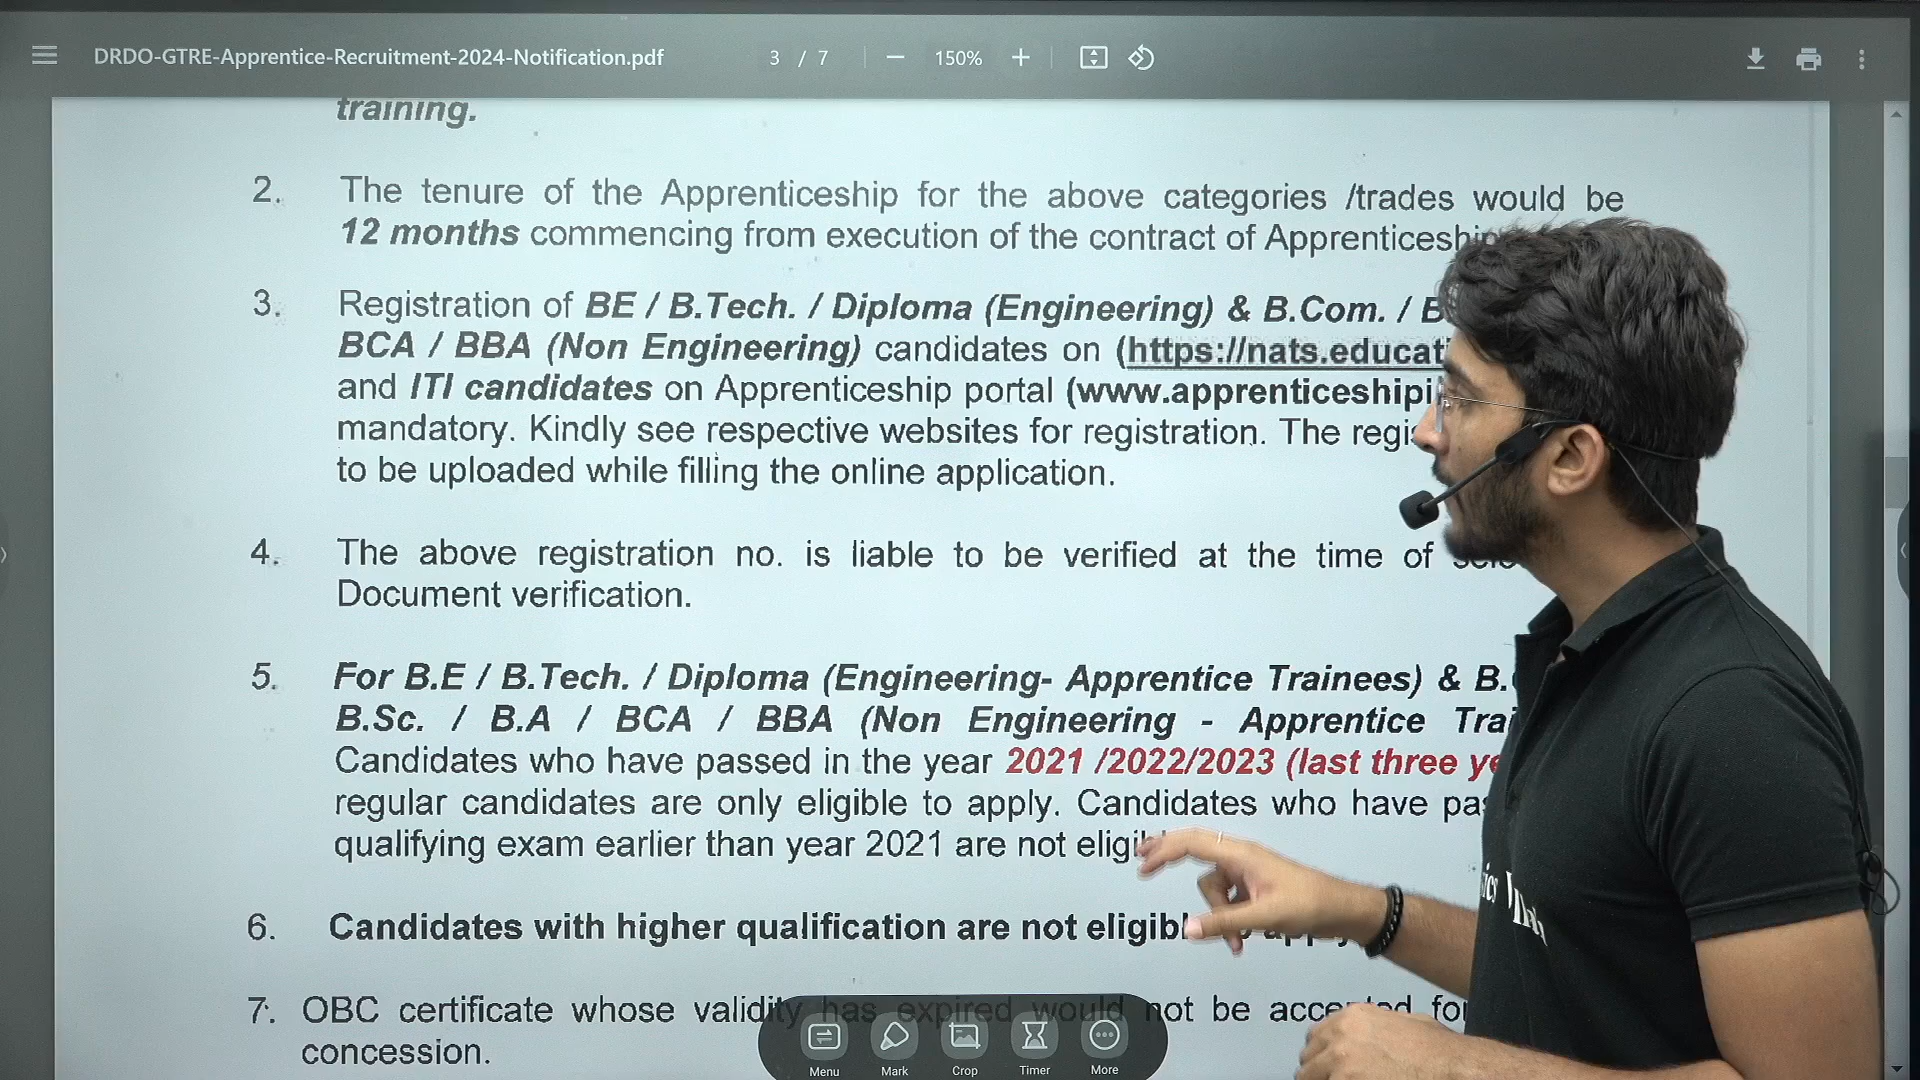 DRDO-GTRE-Apprentice-Recruitment-2024-Notification.pdf
3 / 7
150%
training.
2. The tenure of the Apprenticeship for the above categories /trades would be
12 months commencing from execution of the contract of
3. Registration of BE / B.Tech. / Diploma (Engineering) & B.Com. /
BCA / BBA (Non Engineering) candidates on (https://nats.educati
and ITI candidates on Apprenticeship portal (www.apprenticeshipi
mandatory. Kindly see respective websites for registration. The
to be uploaded while filling the online application.
4. The above registration no. is liable to be verified at the time of
Document verification.
5. For B.E / B.Tech. / Diploma (Engineering- Apprentice Trainees) &
B.Sc. / B.A / BCA / BBA (Non Engineering - Apprentice
Candidates who have passed in the year 2021 /2022/2023 (last three
regular candidates are only eligible to apply. Candidates who have
qualifying exam earlier than year 2021 are not
6. Candidates with higher qualification are not
7. OBC certificate whose validity has expired would not be accepted for
concession.
Menu
Mark
Crop
Timer
More